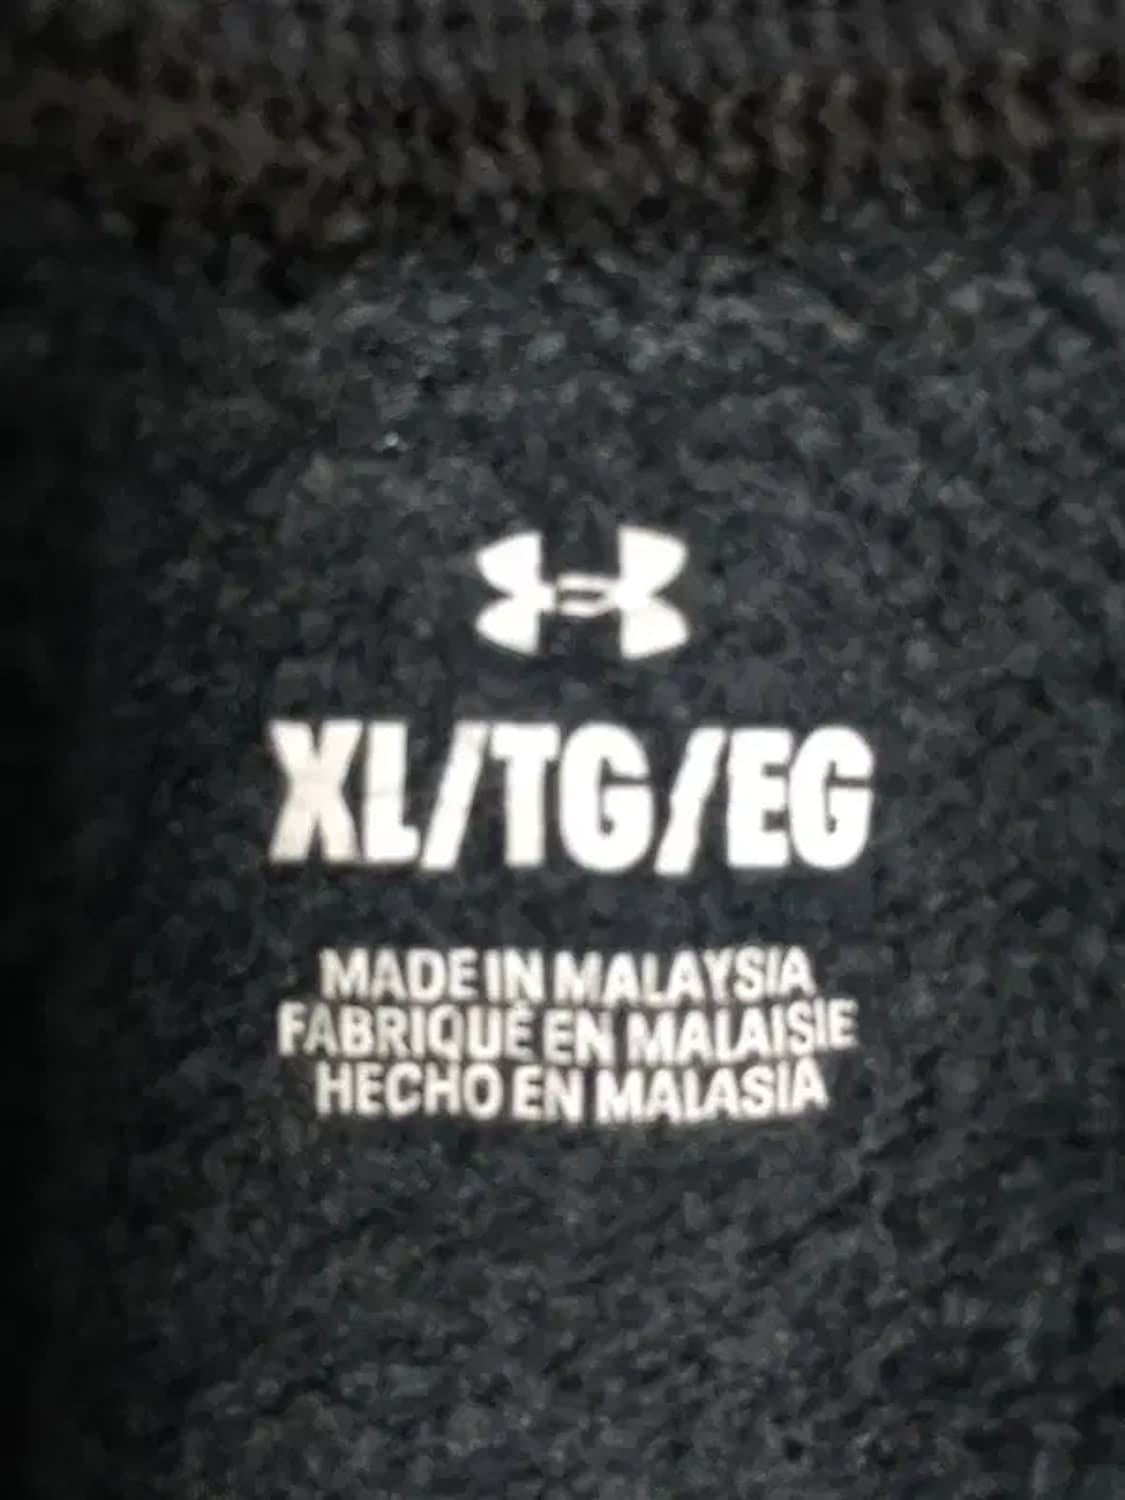 XL/TG/EG
MADE IN MALAYSIA
FABRIQUÉ EN MALAISIE
HECHO EN MALASIA